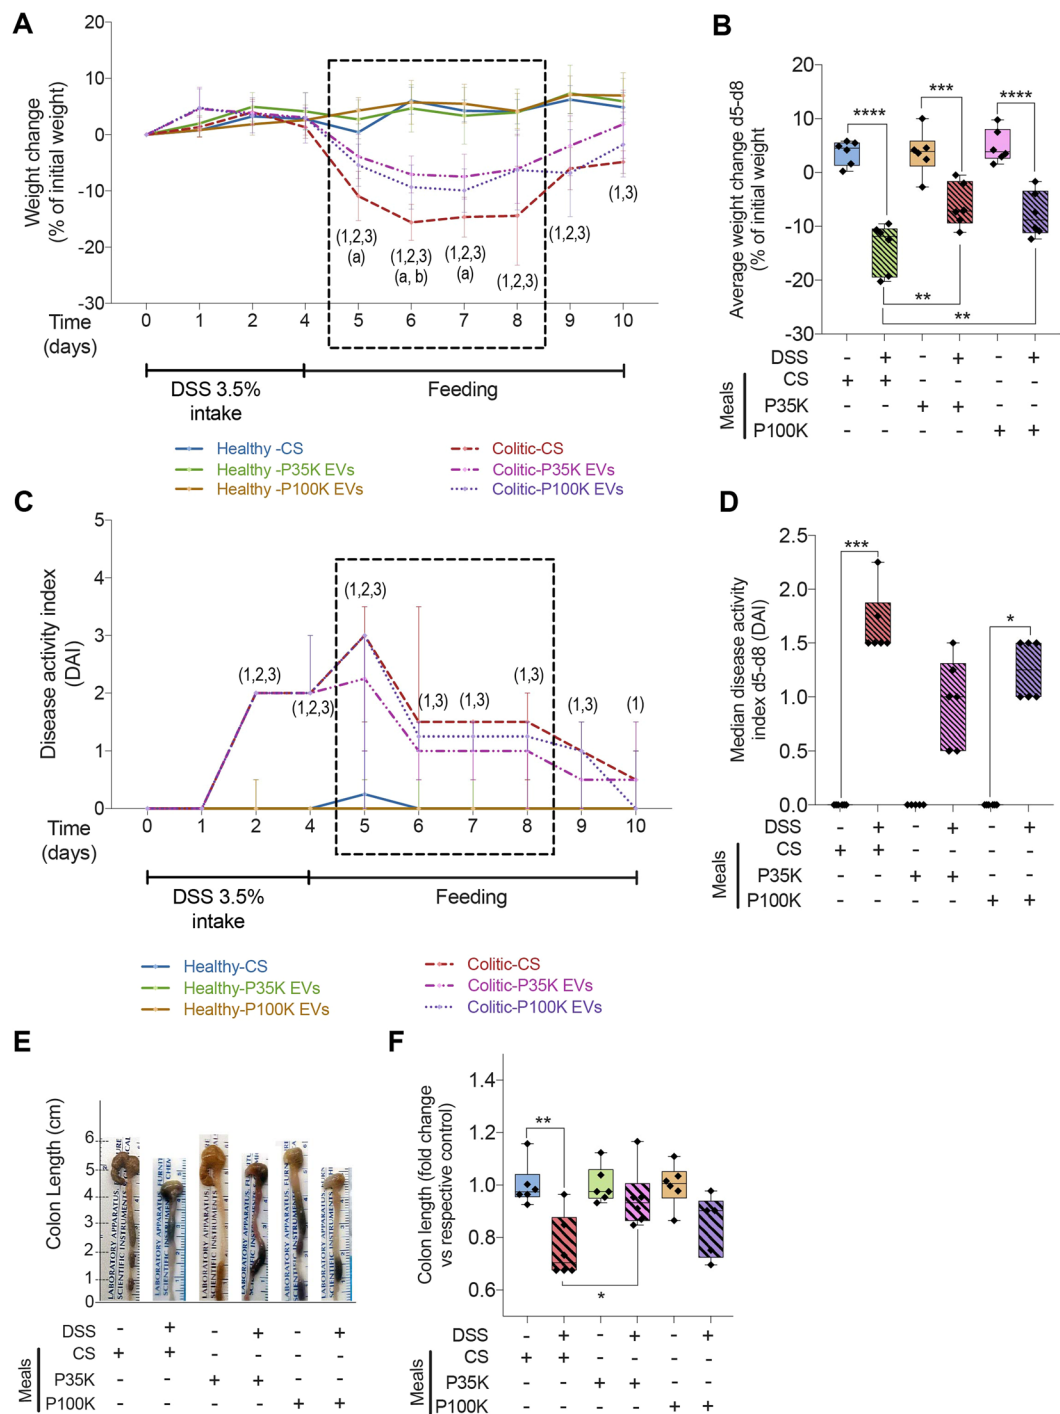 A
20
10
0
-10
-20
-30
Weight change
(% of initial weight)
(1,2,3)
(a)
(1,2,3)
(a, b)
(1,2,3)
(a)
(1,2,3)
(1,2,3)
(1,3)
Time
(days)
0 1 2 4 5 6 7 8 9 10
DSS 3.5%
intake
Feeding
Healthy -CS
Healthy -P35K EVs
Healthy -P100K EVs
Colitic-CS
Colitic-P35K EVs
Colitic-P100K EVs
B
20
10
0
-10
-20
-30
Average weight change d5-d8
(% of initial weight)
**** *** ****
**
**
DSS - + - + - +
CS + + - - - -
P35K - - + + - -
P100K - - - - + +
Meals
C
5
4
3
2
1
0
Disease activity index
(DAI)
(1,2,3)
(1,2,3)
(1,2,3)
(1,3)
(1,3)
(1,3)
(1,3)
(1)
Time
(days)
0 1 2 4 5 6 7 8 9 10
DSS 3.5%
intake
Feeding
Healthy-CS
Healthy-P35K EVs
Healthy-P100K EVs
Colitic-CS
Colitic-P35K EVs
Colitic-P100K EVs
D
2.5
2.0
1.5
1.0
0.5
0.0
Median disease activity
index d5-d8 (DAI)
***
*
DSS - + - + - +
CS + + - - - -
P35K - - + + - -
P100K - - - - + +
Meals
E
Colon Length (cm)
6
5
4
3
2
1
0
LABORATORY APPARATUS, FURNI
SCIENTIFIC INSTRUMENTS
DSS - + - + - +
CS + + - - - -
P35K - - + + - -
P100K - - - - + +
Meals
F
1.4
1.2
1.0
0.8
0.6
Colon length (fold change
vs respective control)
**
*
DSS - + - + - +
CS + + - - - -
P35K - - + + - -
P100K - - - - + +
Meals